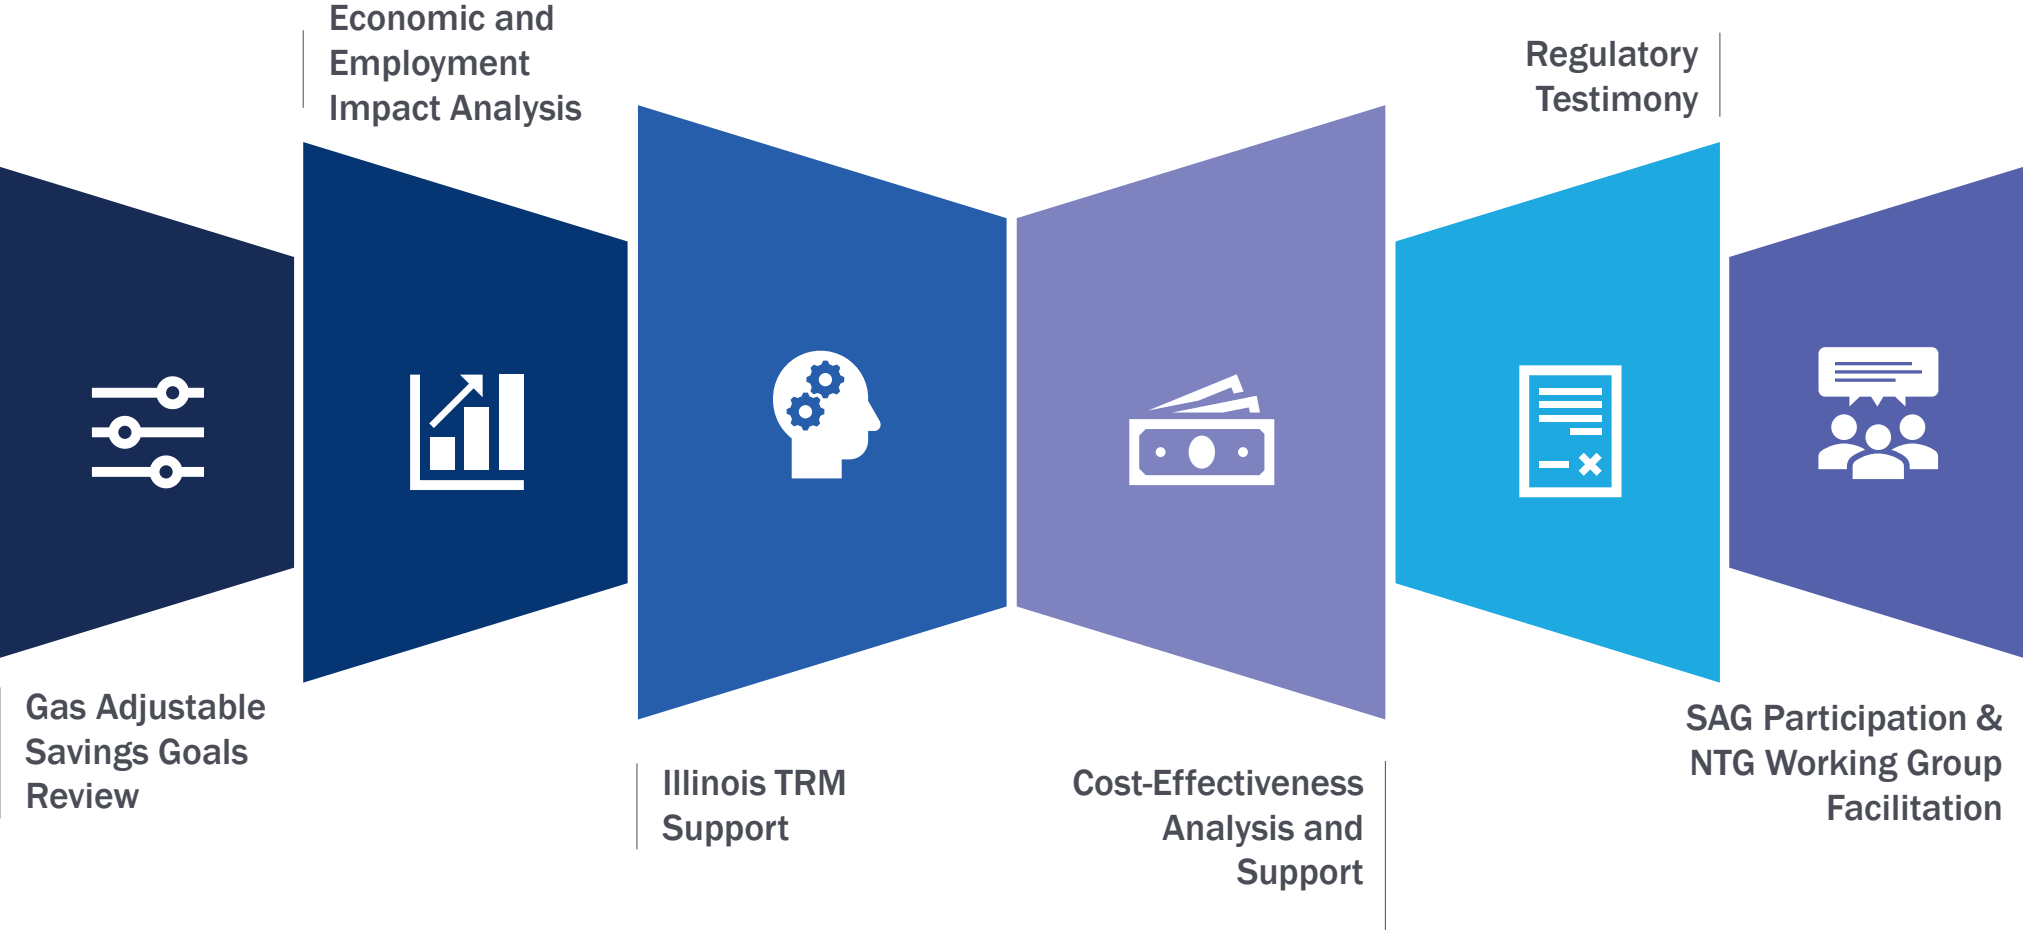 Economic and
Employment
Impact Analysis
Regulatory
Testimony
Gas Adjustable
Savings Goals
Review
Illinois TRM
Support
Cost-Effectiveness
Analysis and
Support
SAG Participation &
NTG Working Group
Facilitation